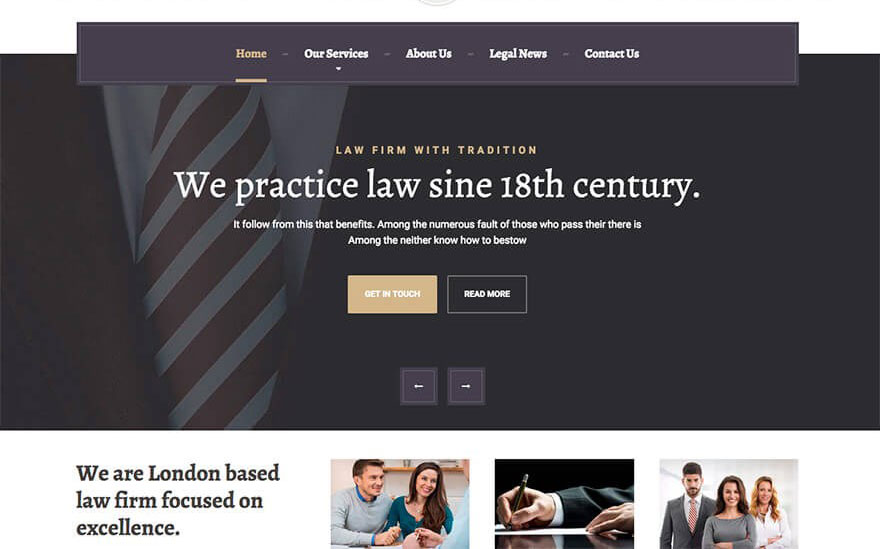 Home
Our Services
About Us
Legal News
Contact Us
LAW FIRM WITH TRADITION
We practice law sine 18th century.
It follow from this that benefits. Among the numerous fault of those who pass their there is
Among the neither know how to bestow
GET IN TOUCH
READ MORE
We are London based
law firm focused on
excellence.